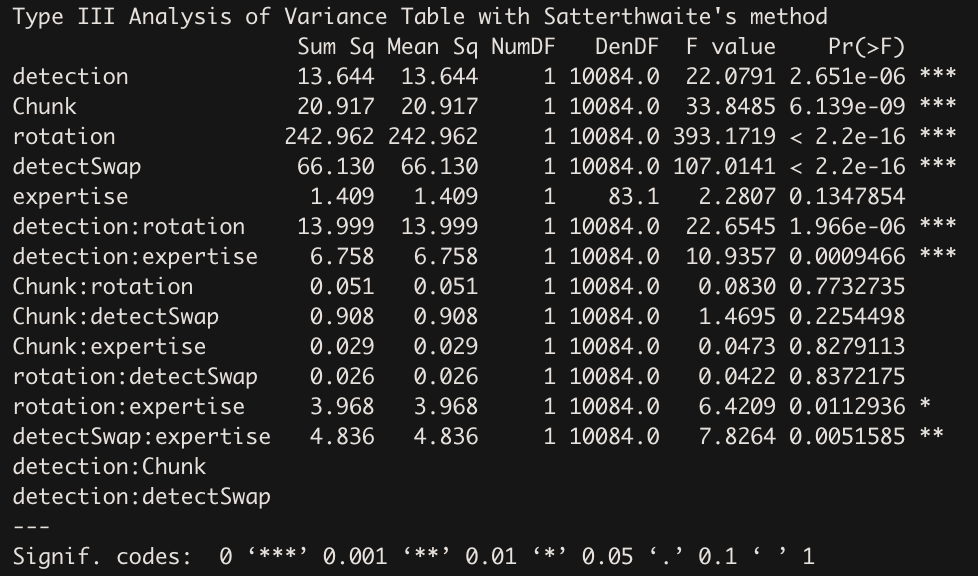 Type III Analysis of Variance Table with Satterthwaite's method
                     Sum Sq Mean Sq NumDF   DenDF  F value    Pr(>F)
detection            13.644  13.644     1 10084.0  22.0791 2.651e-06 ***
Chunk                20.917  20.917     1 10084.0  33.8485 6.139e-09 ***
rotation            242.962 242.962     1 10084.0 393.1719 < 2.2e-16 ***
detectSwap           66.130  66.130     1 10084.0 107.0141 < 2.2e-16 ***
expertise             1.409   1.409     1    83.1   2.2807 0.1347854
detection:rotation   13.999  13.999     1 10084.0  22.6545 1.966e-06 ***
detection:expertise   6.758   6.758     1 10084.0  10.9357 0.0009466 ***
Chunk:rotation        0.051   0.051     1 10084.0   0.0830 0.7732735
Chunk:detectSwap      0.908   0.908     1 10084.0   1.4695 0.2254498
Chunk:expertise       0.029   0.029     1 10084.0   0.0473 0.8279113
rotation:detectSwap   0.026   0.026     1 10084.0   0.0422 0.8372175
rotation:expertise    3.968   3.968     1 10084.0   6.4209 0.0112936 *
detectSwap:expertise  4.836   4.836     1 10084.0   7.8264 0.0051585 **
detection:Chunk
detection:detectSwap
---
Signif. codes:  0 ‘***’ 0.001 ‘**’ 0.01 ‘*’ 0.05 ‘.’ 0.1 ‘ ’ 1